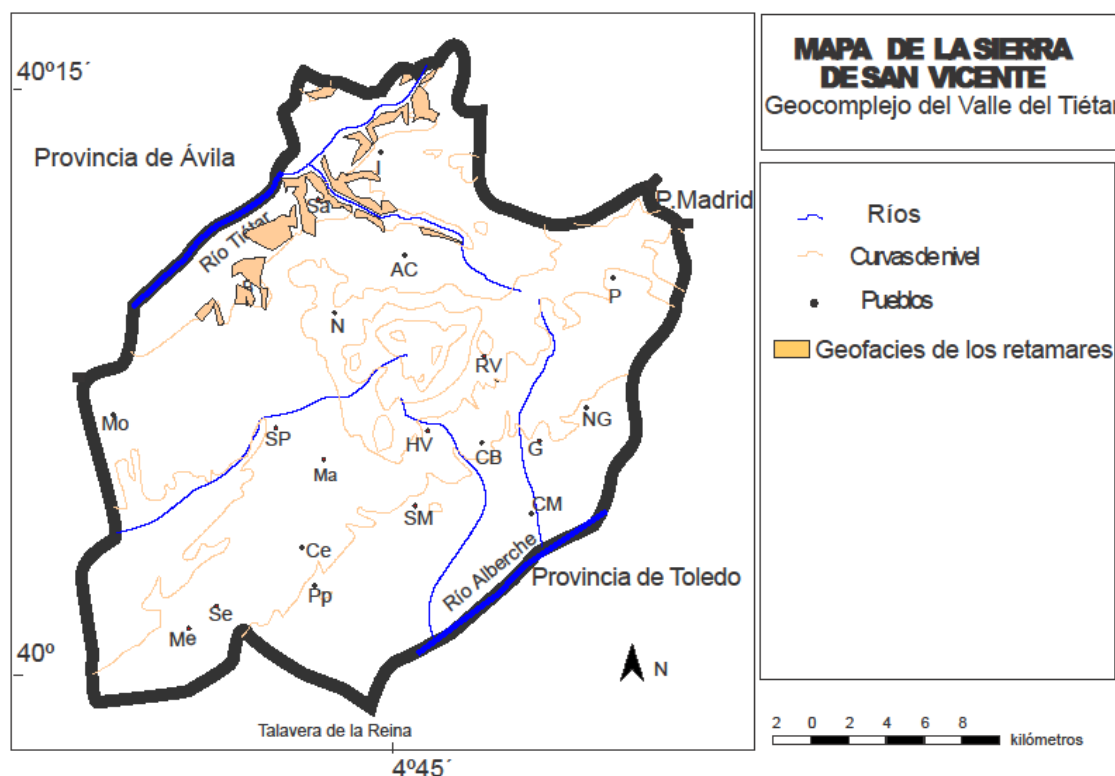 MAPA DE LA SIERRA
DE SAN VICENTE
Geocomplejo del Valle del Tiétar
40º15´
Provincia de Ávila
P.Madrid
I
Sa
Río Tiétar
AC
P
N
RV
Mo
NG
SP
HV
CB
G
Ma
SM
CM
Ce
Río Alberche
Provincia de Toledo
Pp
Se
Me
40º
N
Talavera de la Reina
4º45´
Ríos
Curvas de nivel
Pueblos
Geofacies de los retamares
2 0 2 4 6 8
kilómetros